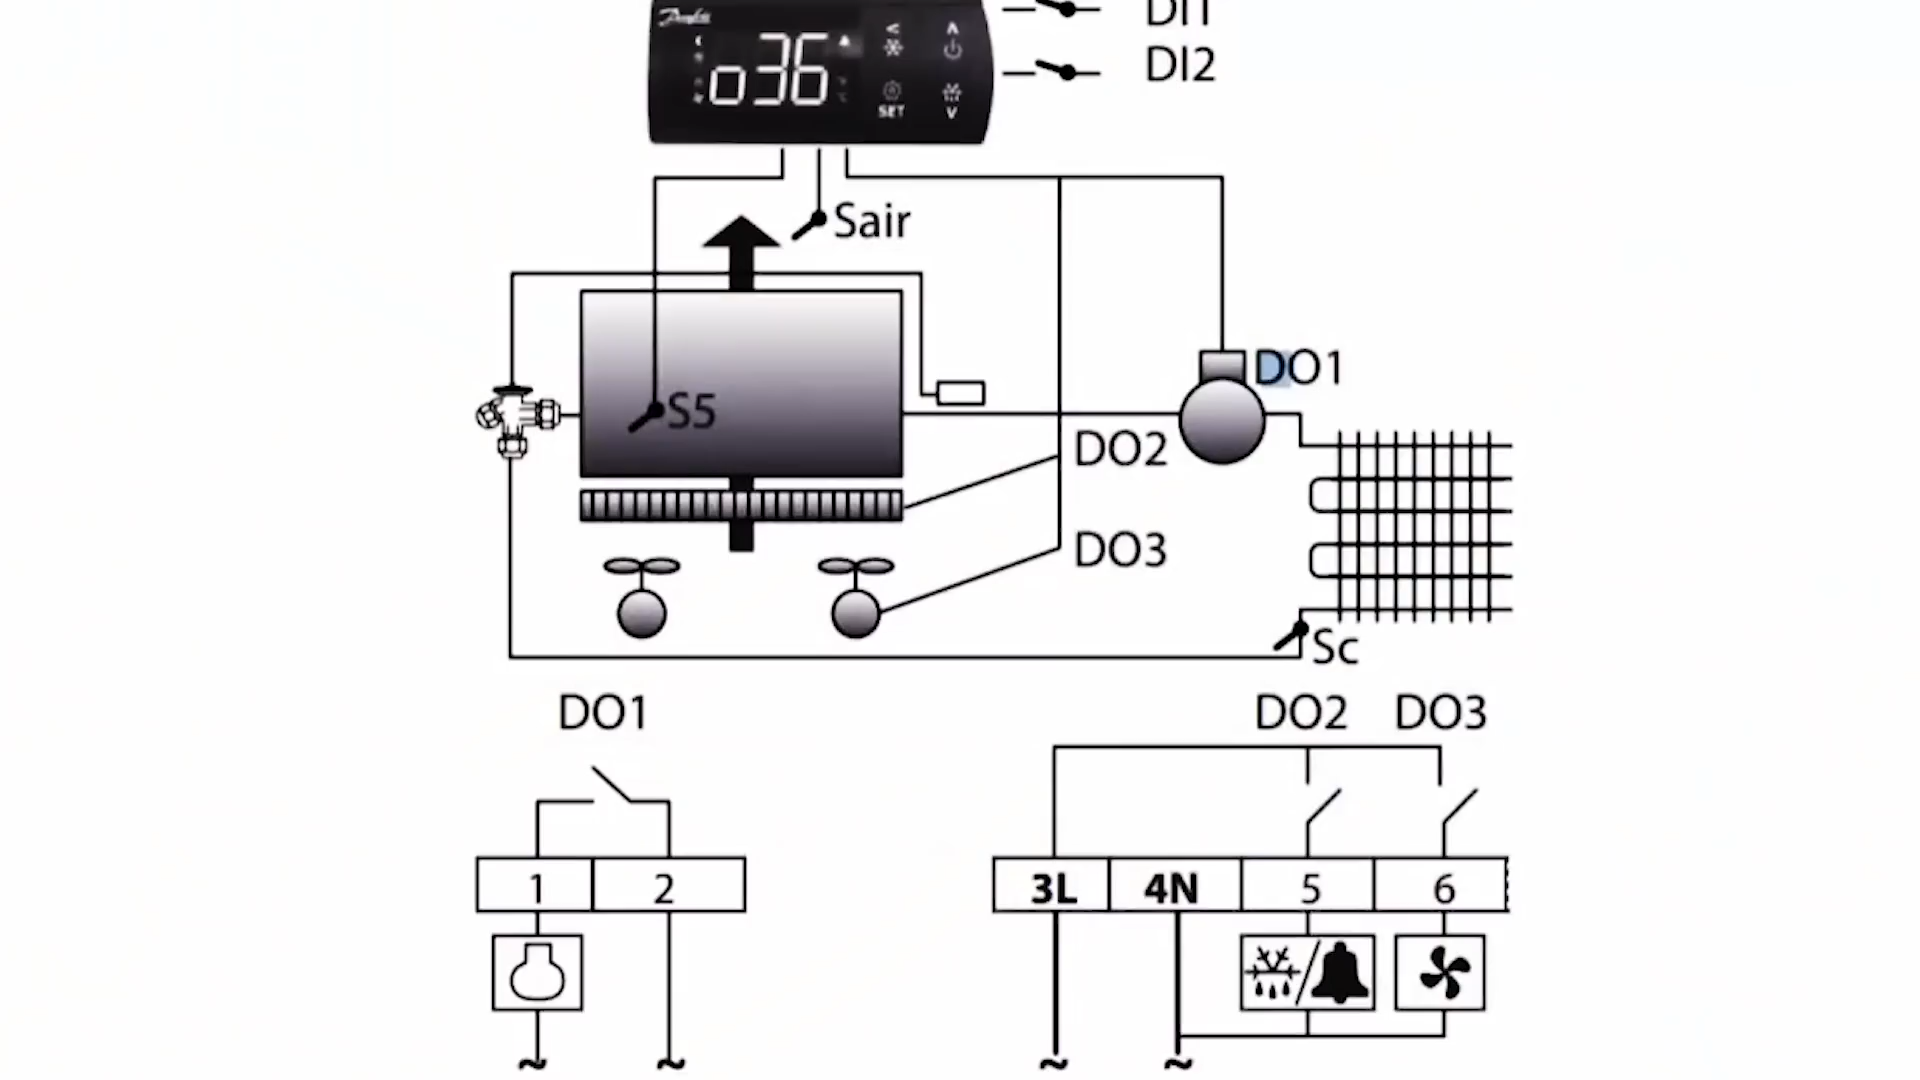 DI1
Danfoss
o36
SET
DI2
Sair
DO1
S5
DO2
DO3
Sc
DO1
DO2 DO3
1 2
3L 4N 5 6